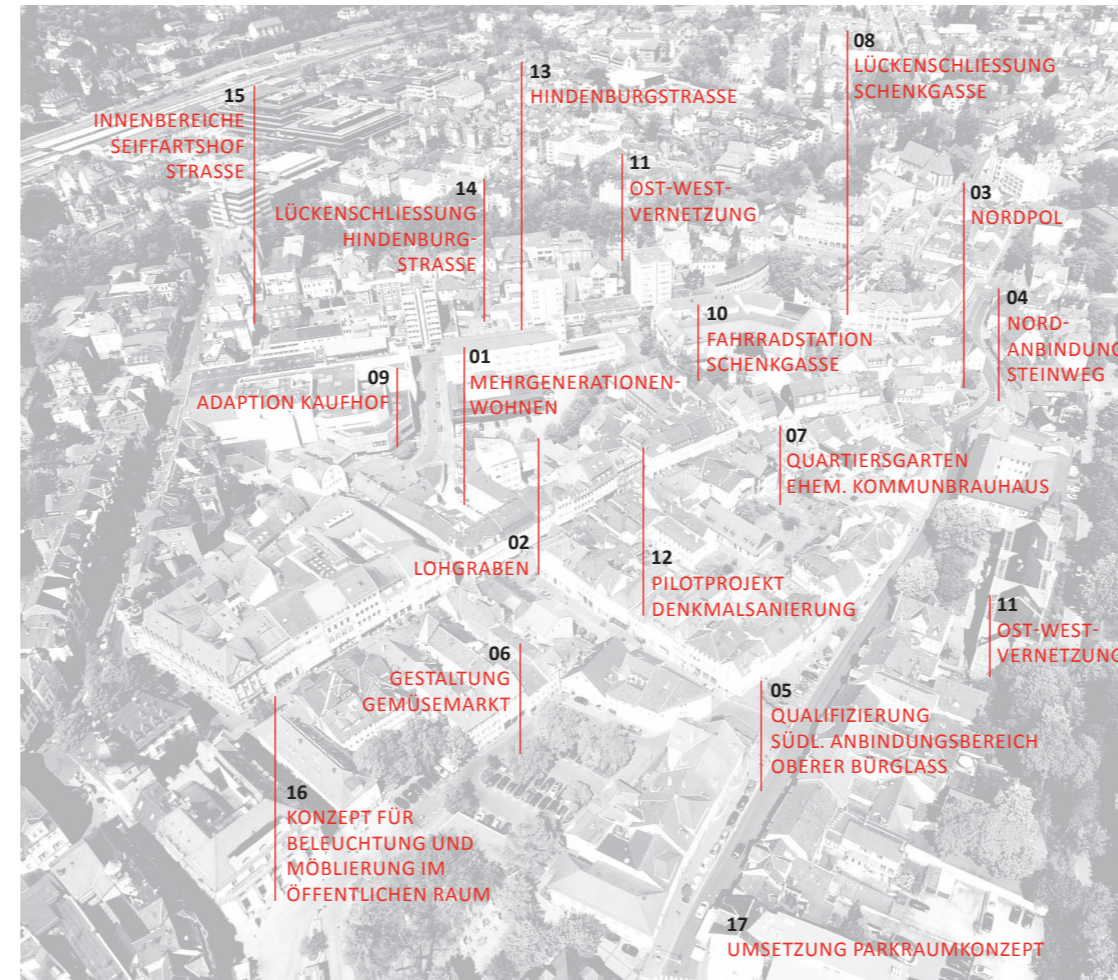 08
LÜCKENSCHLIESSUNG
SCHENKGASSE
13
HINDENBURGSTRASSE
15
INNENBEREICHE
SEIFFARTSHOF
STRASSE
11
OST-WEST-
VERNETZUNG
14
LÜCKENSCHLIESSUNG
HINDENBURG-
STRASSE
03
NORDPOL
04
NORD-
ANBINDUNG
STEINWEG
10
FAHRRADSTATION
SCHENKGASSE
01
MEHRGENERATIONEN-
WOHNEN
09
ADAPTION KAUFHOF
07
QUARTIERSGARTEN
EHEM. KOMMUNBRAUHAUS
02
LOHGRABEN
12
PILOTPROJEKT
DENKMALSANIERUNG
11
OST-WEST-
VERNETZUNG
06
GESTALTUNG
GEMÜSEMARKT
05
QUALIFIZIERUNG
SÜDL. ANBINDUNGSBEREICH
OBERER BÜRGLASS
16
KONZEPT FÜR
BELEUCHTUNG UND
MÖBLIERUNG IM
ÖFFENTLICHEN RAUM
17
UMSETZUNG PARKRAUMKONZEPT